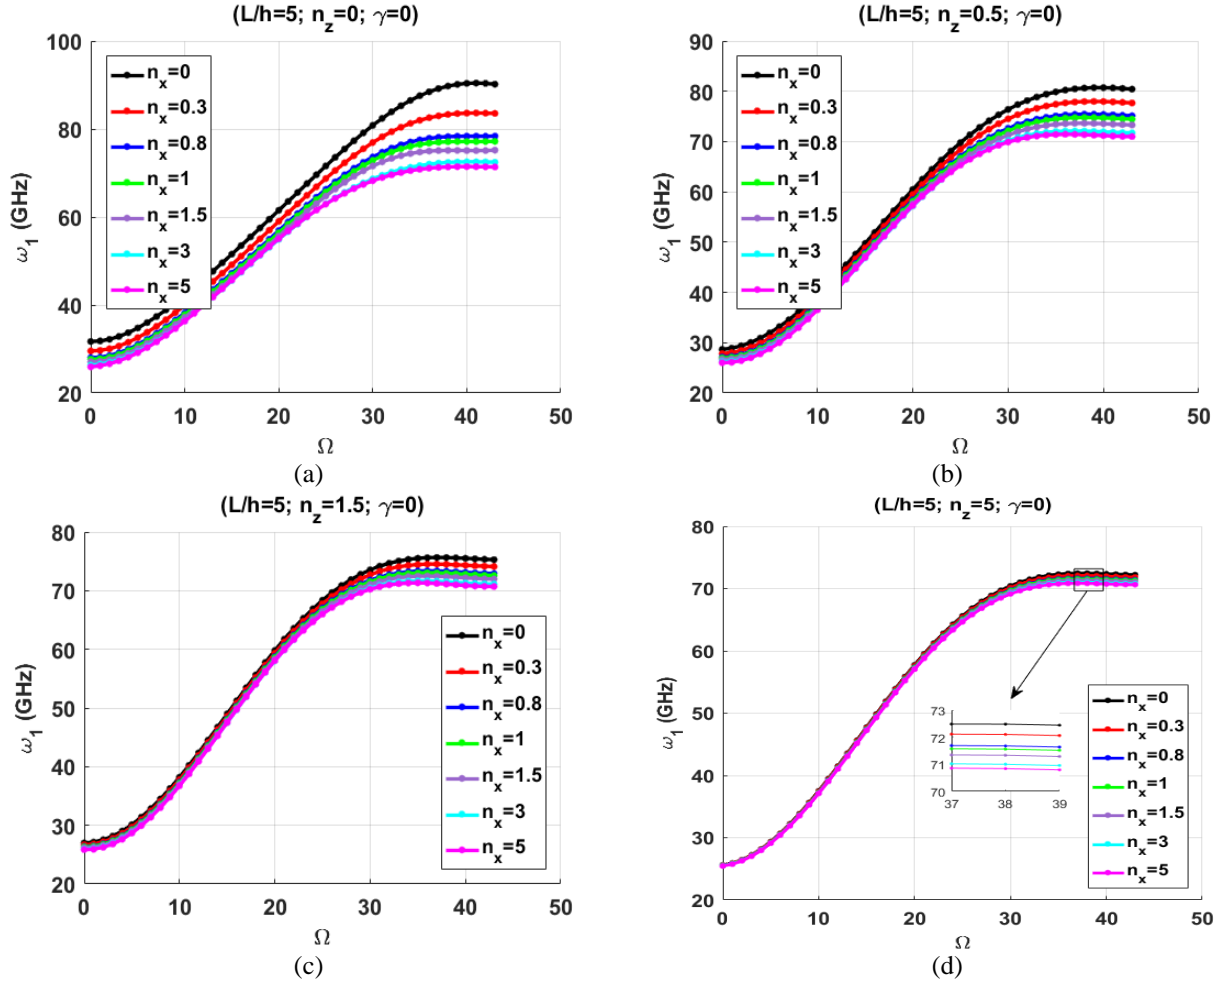 (L/h=5; n_z=0; γ=0)
100
80
60
40
20
ω_1 (GHz)
n_x=0
n_x=0.3
n_x=0.8
n_x=1
n_x=1.5
n_x=3
n_x=5
0 10 20 30 40 50
Ω
(a)
(L/h=5; n_z=0.5; γ=0)
90
80
70
60
50
40
30
20
ω_1 (GHz)
n_x=0
n_x=0.3
n_x=0.8
n_x=1
n_x=1.5
n_x=3
n_x=5
0 10 20 30 40 50
Ω
(b)
(L/h=5; n_z=1.5; γ=0)
80
70
60
50
40
30
20
ω_1 (GHz)
n_x=0
n_x=0.3
n_x=0.8
n_x=1
n_x=1.5
n_x=3
n_x=5
0 10 20 30 40 50
Ω
(c)
(L/h=5; n_z=5; γ=0)
80
70
60
50
40
30
20
ω_1 (GHz)
73
72
71
70
37 38 39
n_x=0
n_x=0.3
n_x=0.8
n_x=1
n_x=1.5
n_x=3
n_x=5
0 10 20 30 40 50
Ω
(d)